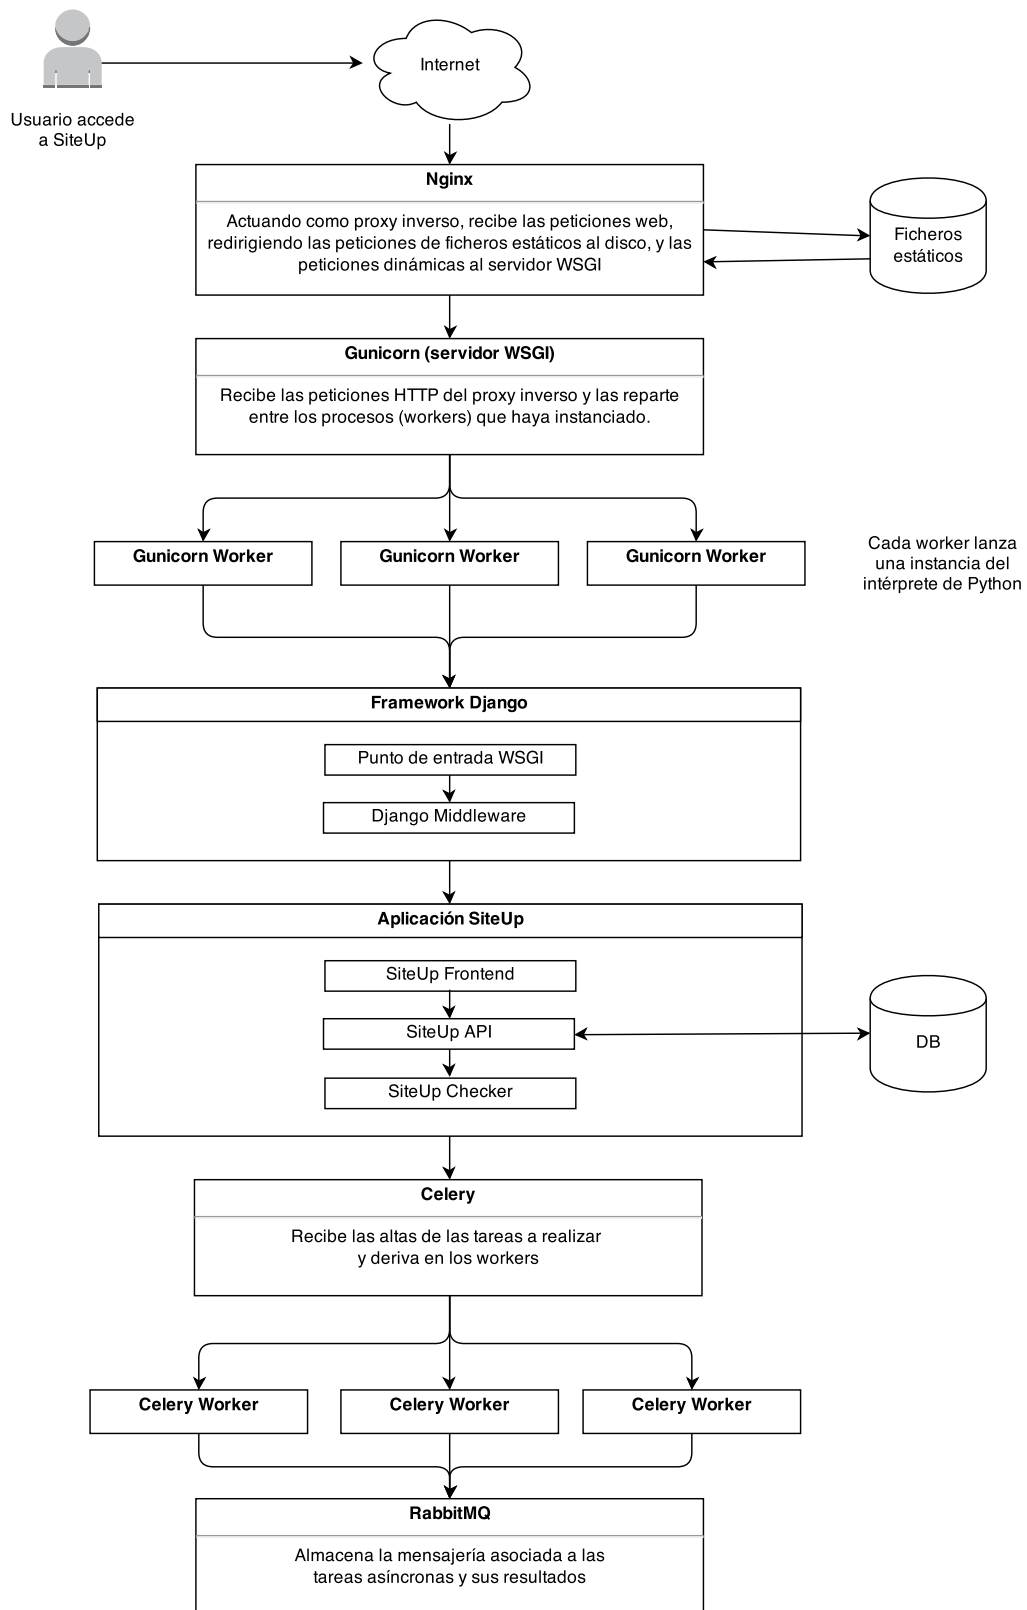 Usuario accede
a SiteUp
Internet
Nginx
Actuando como proxy inverso, recibe las peticiones web,
redirigiendo las peticiones de ficheros estáticos al disco, y las
peticiones dinámicas al servidor WSGI
Ficheros
estáticos
Gunicorn (servidor WSGI)
Recibe las peticiones HTTP del proxy inverso y las reparte
entre los procesos (workers) que haya instanciado.
Gunicorn Worker
Gunicorn Worker
Gunicorn Worker
Cada worker lanza
una instancia del
intérprete de Python
Framework Django
Punto de entrada WSGI
Django Middleware
Aplicación SiteUp
SiteUp Frontend
SiteUp API
SiteUp Checker
DB
Celery
Recibe las altas de las tareas a realizar
y deriva en los workers
Celery Worker
Celery Worker
Celery Worker
RabbitMQ
Almacena la mensajería asociada a las
tareas asíncronas y sus resultados